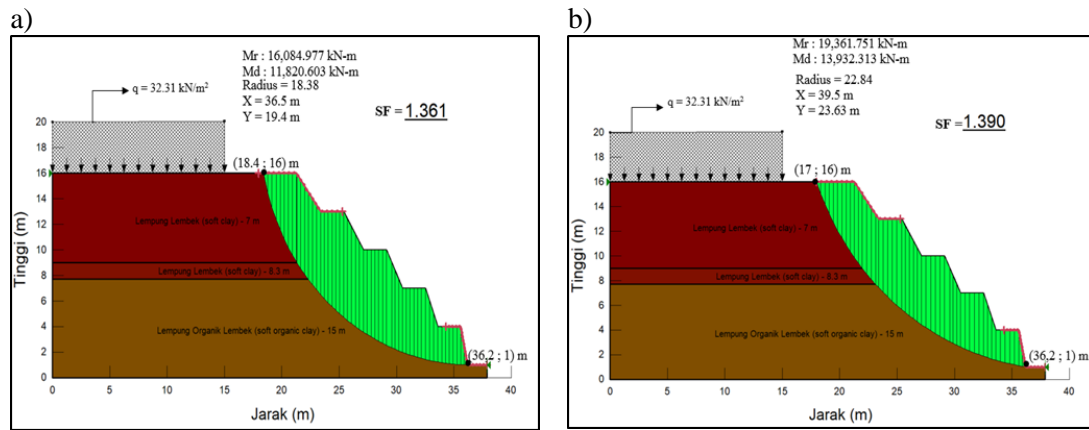 a)
Mr : 16,084.977 kN-m
Md : 11,820.603 kN-m
Radius = 18.38
X = 36.5 m
Y = 19.4 m
q = 32.31 kN/m²
SF = 1.361
(18.4 ; 16) m
Lempung Lembek (soft clay) - 7 m
Lempung Lembek (soft clay) - 8.3 m
Lempung Organik Lembek (soft organic clay) - 15 m
(36,2 ; 1) m
Tinggi (m)
20
18
16
14
12
10
8
6
4
2
0
0 5 10 15 20 25 30 35 40
Jarak (m)
b)
Mr : 19,361.751 kN-m
Md : 13,932.313 kN-m
Radius = 22.84
X = 39.5 m
Y = 23.63 m
q = 32.31 kN/m²
SF = 1.390
(17 ; 16) m
Lempung Lembek (soft clay) - 7 m
Lempung Lembek (soft clay) - 8.3 m
Lempung Organik Lembek (soft organic clay) - 15 m
(36,2 ; 1) m
Tinggi (m)
20
18
16
14
12
10
8
6
4
2
0
0 5 10 15 20 25 30 35 40
Jarak (m)